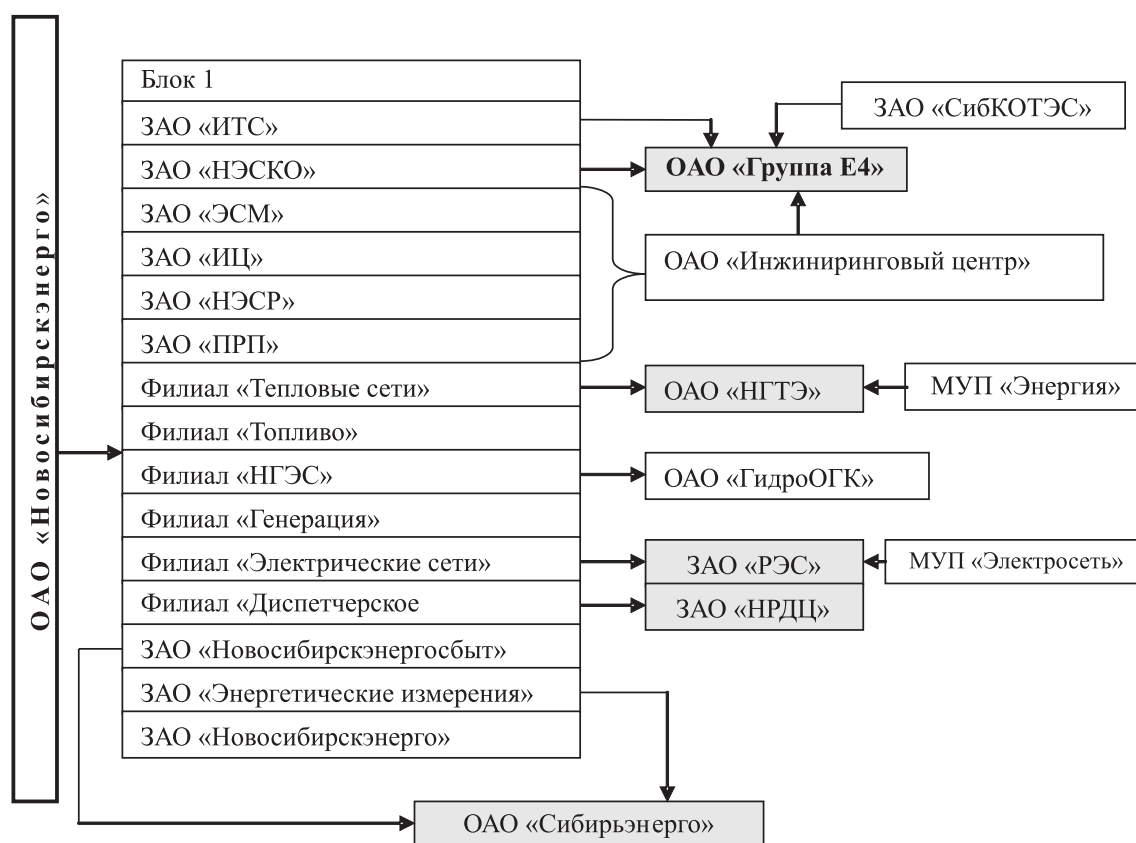 ОАО «Новосибирскэнерго»
Блок 1
ЗАО «ИТС»
ЗАО «НЭСКО»
ЗАО «ЭСМ»
ЗАО «ИЦ»
ЗАО «НЭСР»
ЗАО «ПРП»
Филиал «Тепловые сети»
Филиал «Топливо»
Филиал «НГЭС»
Филиал «Генерация»
Филиал «Электрические сети»
Филиал «Диспетчерское
ЗАО «Новосибирскэнергосбыт»
ЗАО «Энергетические измерения»
ЗАО «Новосибирскэнерго»
ЗАО «СибКОТЭС»
ОАО «Группа Е4»
ОАО «Инжиниринговый центр»
ОАО «НГТЭ»
МУП «Энергия»
ОАО «ГидроОГК»
ЗАО «РЭС»
МУП «Электросеть»
ЗАО «НРДЦ»
ОАО «Сибирьэнерго»